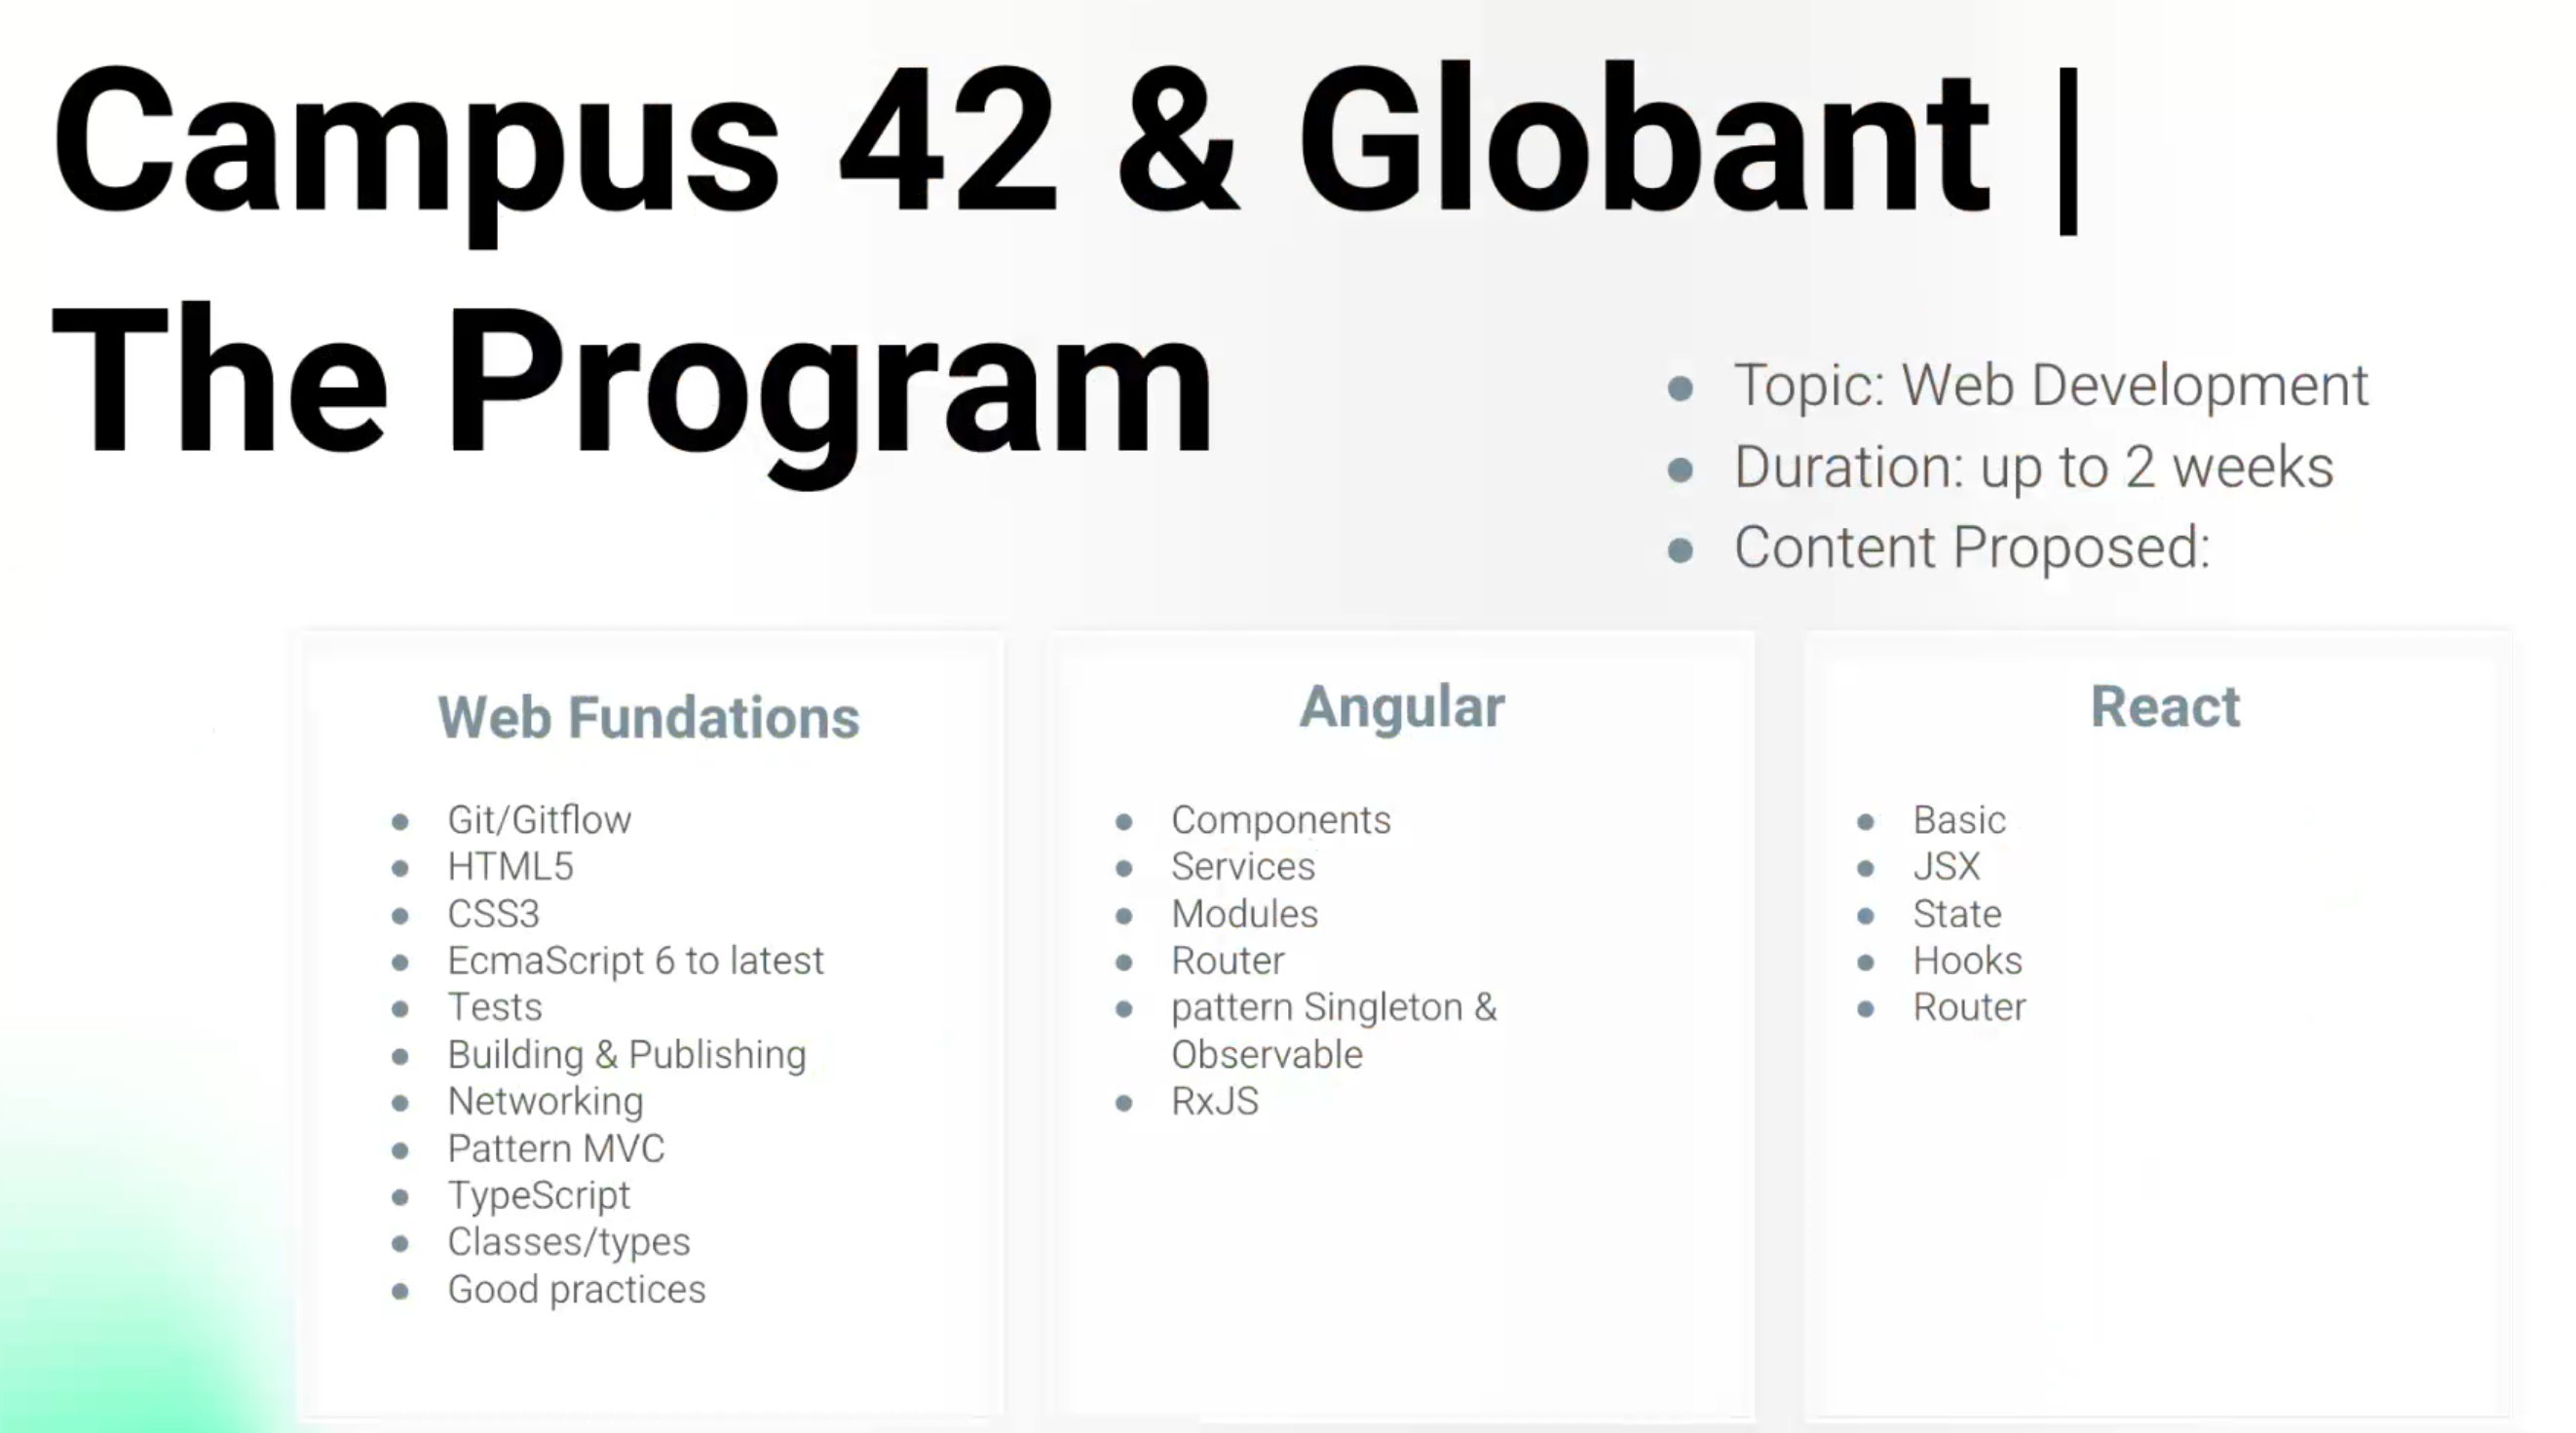 Campus 42 & Globant |
The Program
Topic: Web Development
Duration: up to 2 weeks
Content Proposed:
Web Fundations
Git/Gitflow
HTML5
CSS3
EcmaScript 6 to latest
Tests
Building & Publishing
Networking
Pattern MVC
TypeScript
Classes/types
Good practices
Angular
Components
Services
Modules
Router
pattern Singleton &
Observable
RxJS
React
Basic
JSX
State
Hooks
Router